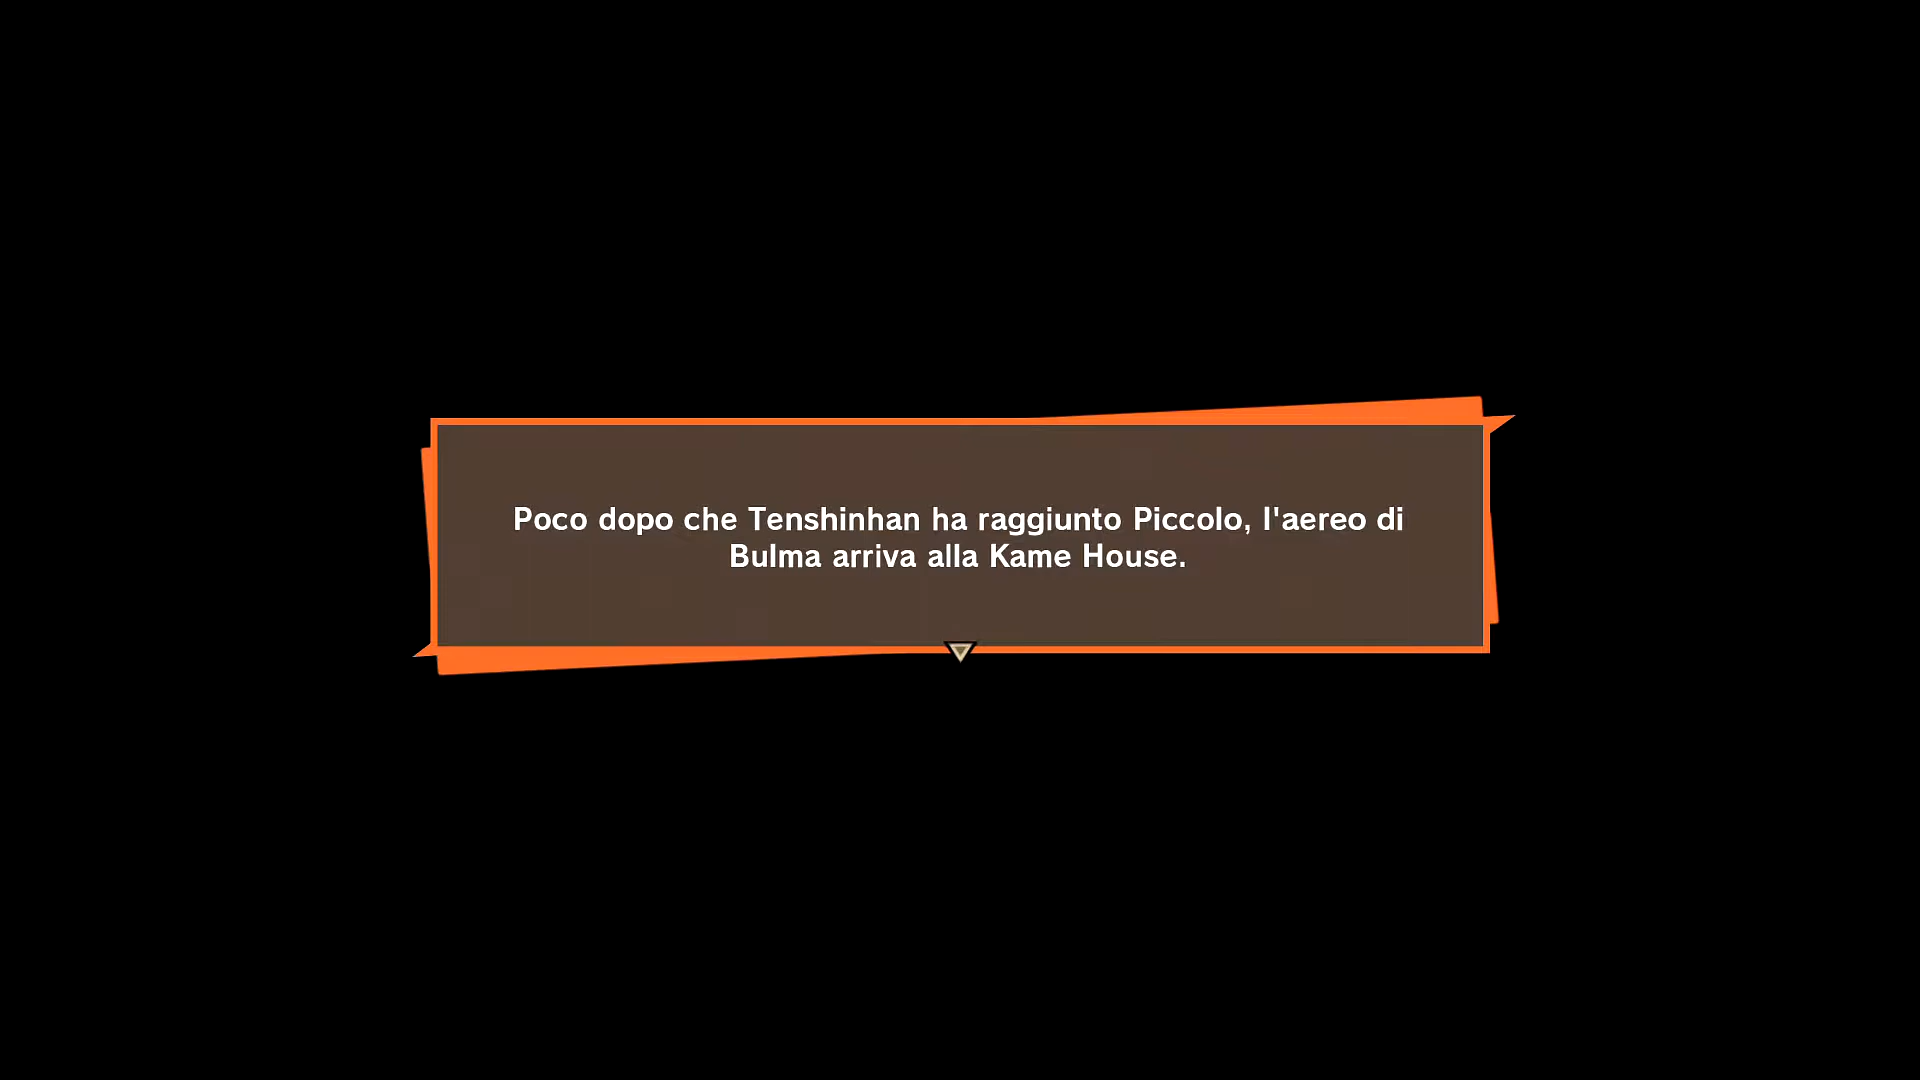 Poco dopo che Tenshinhan ha raggiunto Piccolo, l'aereo di
Bulma arriva alla Kame House.